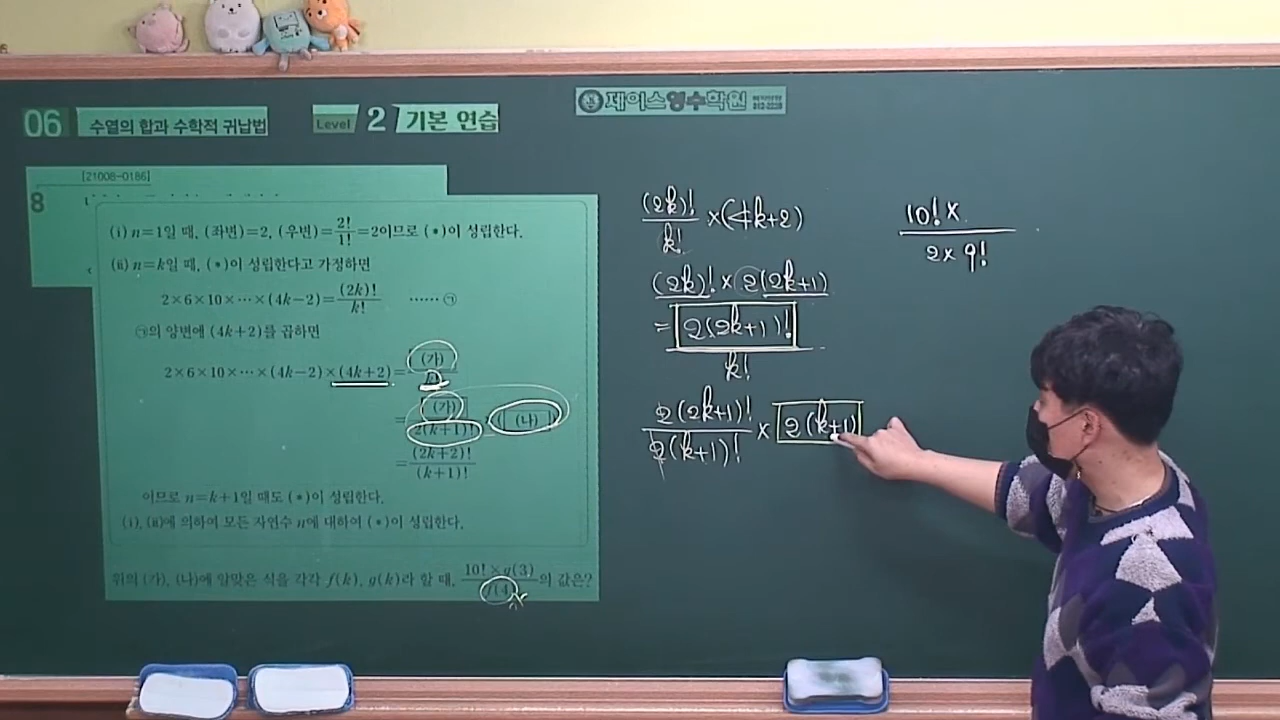 06 수열의 합과 수학적 귀납법 Level 2 기본 연습
제이스영수학원
[21008-0186]
8
(i) n=1일 때, (좌변)=2, (우변)=2!/1!=2이므로 (*)이 성립한다.
(ii) n=k일 때, (*)이 성립한다고 가정하면
2×6×10×⋯×(4k−2)=(2k)!/k! ⋯⋯ ㉠
㉠의 양변에 (4k+2)를 곱하면
2×6×10×⋯×(4k−2)×(4k+2)=(가)/k!
=(가)/2(k+1)! (나)
=(2k+2)!/(k+1)!
이므로 n=k+1일 때도 (*)이 성립한다.
(i), (ii)에 의하여 모든 자연수 n에 대하여 (*)이 성립한다.
위의 (가), (나)에 알맞은 식을 각각 f(k), g(k)라 할 때, 10!×g(3)/f(4)의 값은?
(2k)!/k! ×(4k+2)
(2k)! × 2(2k+1)
= 2(2k+1)!
k!
2(2k+1)!/2(k+1)! × 2(k+1)
10! ×
2 × 9!